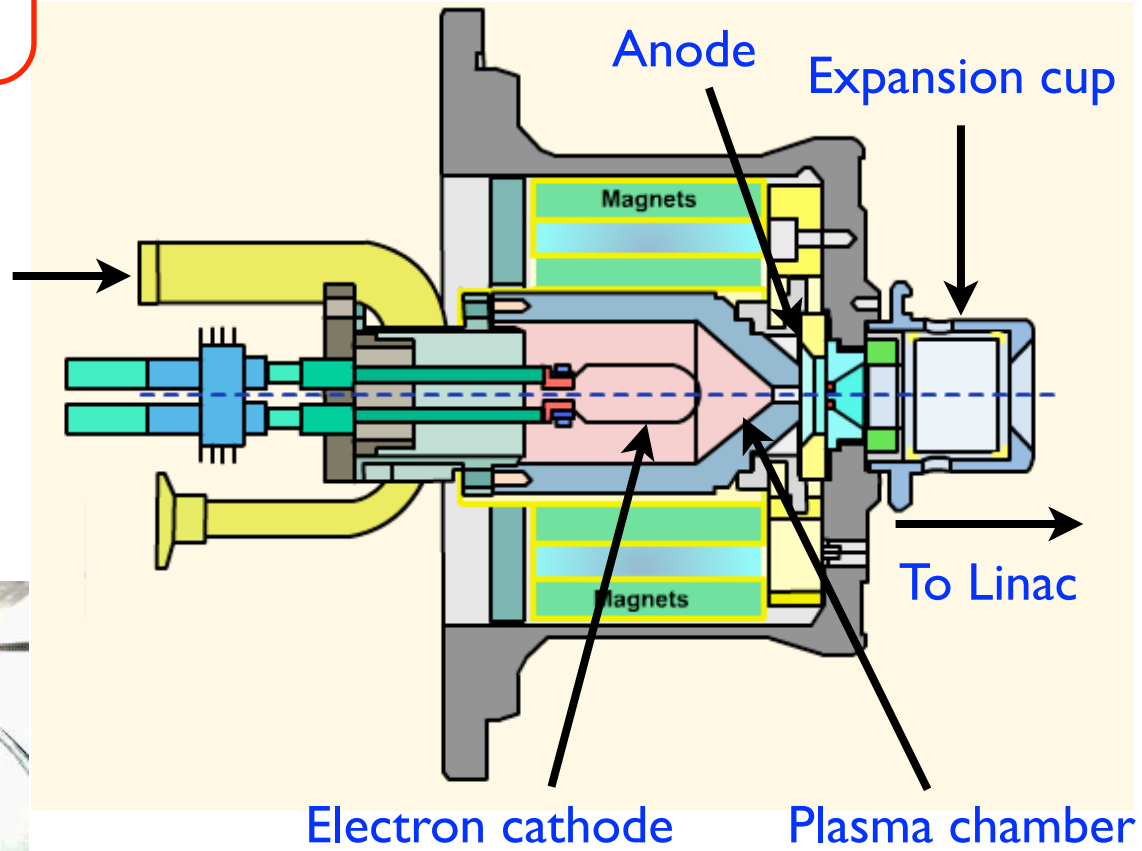 Anode
Expansion cup
Magnets
To Linac
Magnets
Electron cathode
Plasma chamber